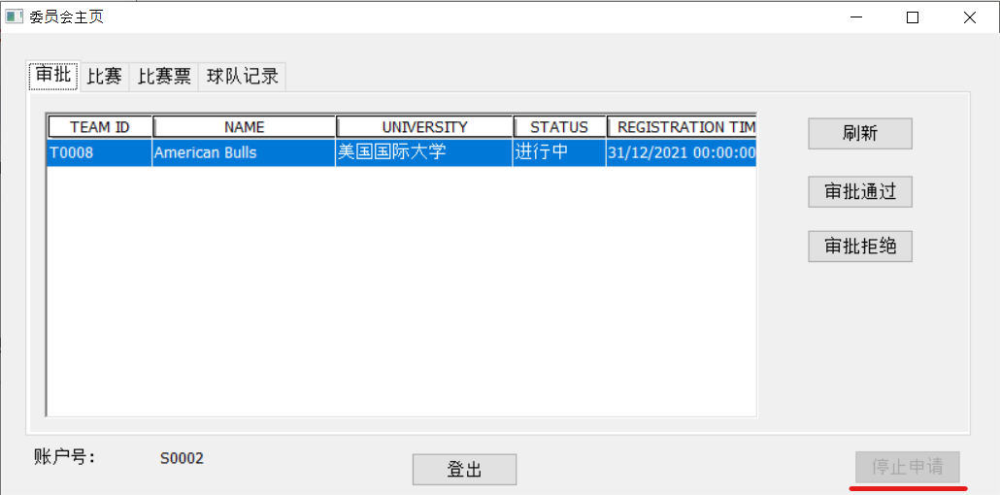 委员会主页
审批 比赛 比赛票 球队记录
TEAM ID NAME UNIVERSITY STATUS REGISTRATION TIM
T0008 American Bulls 美国国际大学 进行中 31/12/2021 00:00:00
刷新
审批通过
审批拒绝
账户号: S0002
登出
停止申请